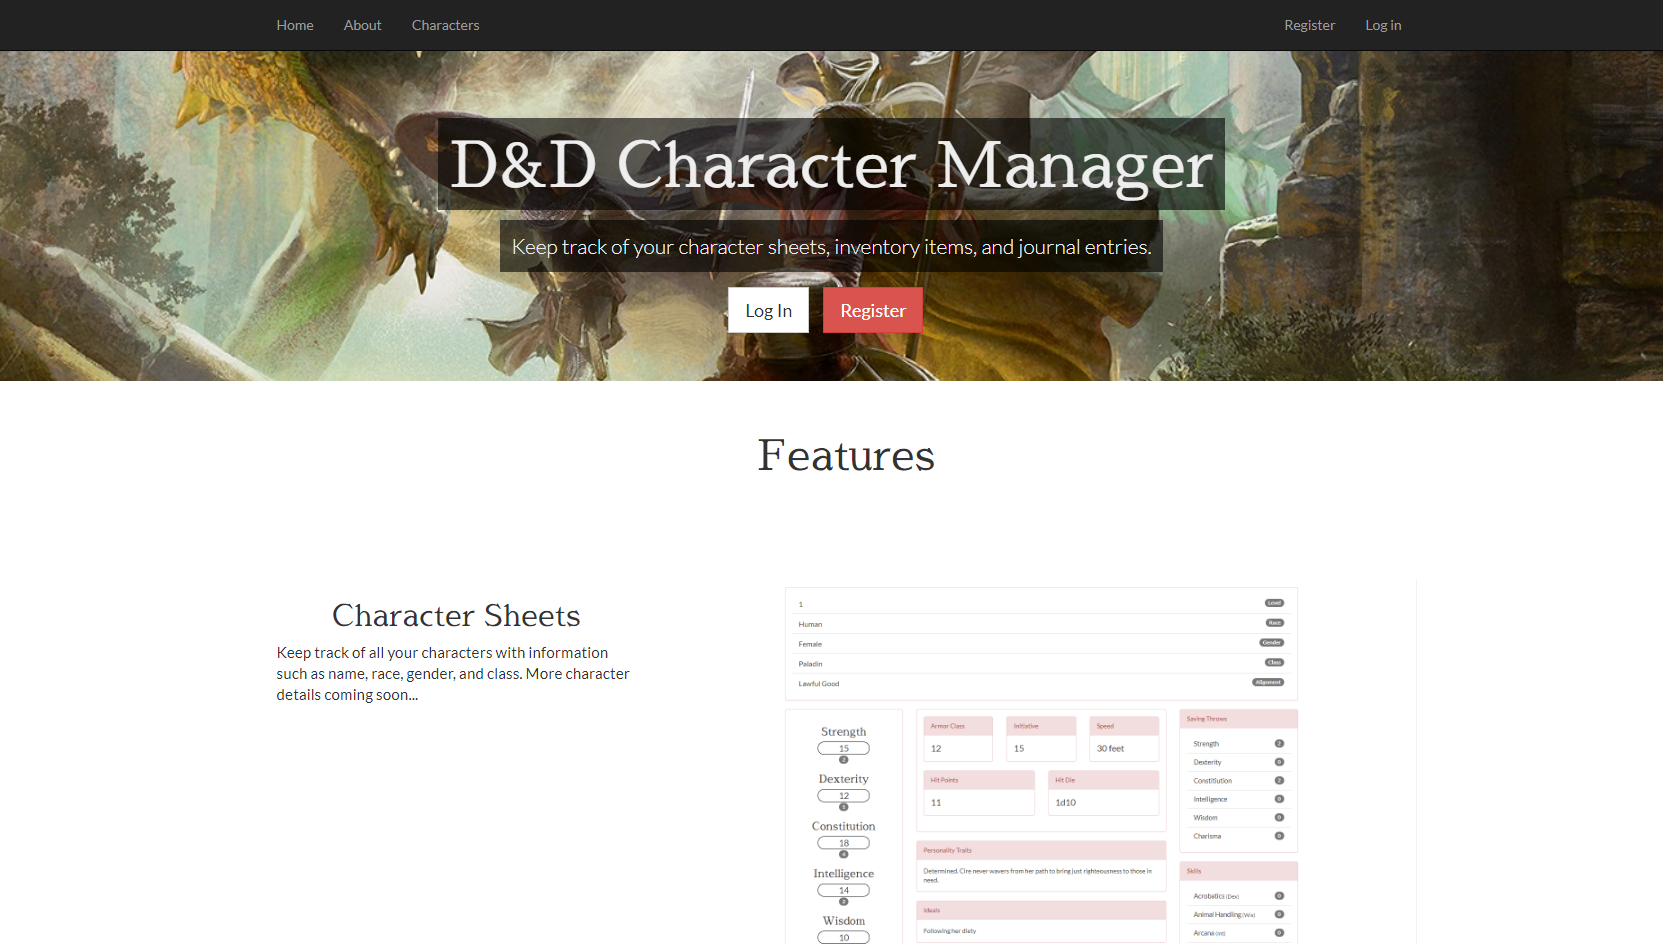 Home About Characters Register Log in
D&D Character Manager
Keep track of your character sheets, inventory items, and journal entries.
Log In Register
Features
Character Sheets
Keep track of all your characters with information
such as name, race, gender, and class. More character
details coming soon...
1 Level
Human Race
Female Gender
Paladin Class
Lawful Good Alignment
Strength
15
2
Dexterity
12
Constitution
18
4
Intelligence
14
2
Wisdom
10
Armor Class
12
Initiative
15
Speed
30 feet
Hit Points
11
Hit Die
1d10
Personality Traits
Determined. Cire never wavers from her path to bring just righteousness to those in
need.
Ideals
Following her diety
Saving Throws
Strength 2
Dexterity 0
Constitiution 2
Intelligence 0
Wisdom 0
Charisma 0
Skills
Acrobatics (Dex) 0
Animal Handling (Wis) 0
Arcana (Int) 0